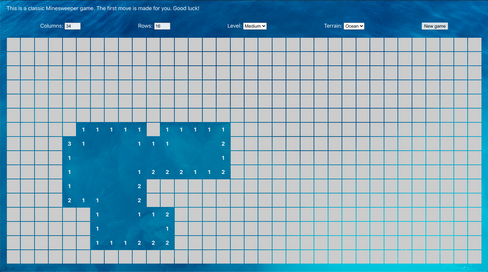 This is a classic Minesweeper game. The first move is made for you. Good luck!
Columns: 34 Rows: 16 Level: Medium Terrain: Ocean New game
1 1 1 1 1 1 1 1 1 1
3 1 1 1 1 2
1 1
1 1 2 2 2 1 1 2
1 2
2 1 1 2
1 1 1 2
1 1
1 1 1 2 2 2